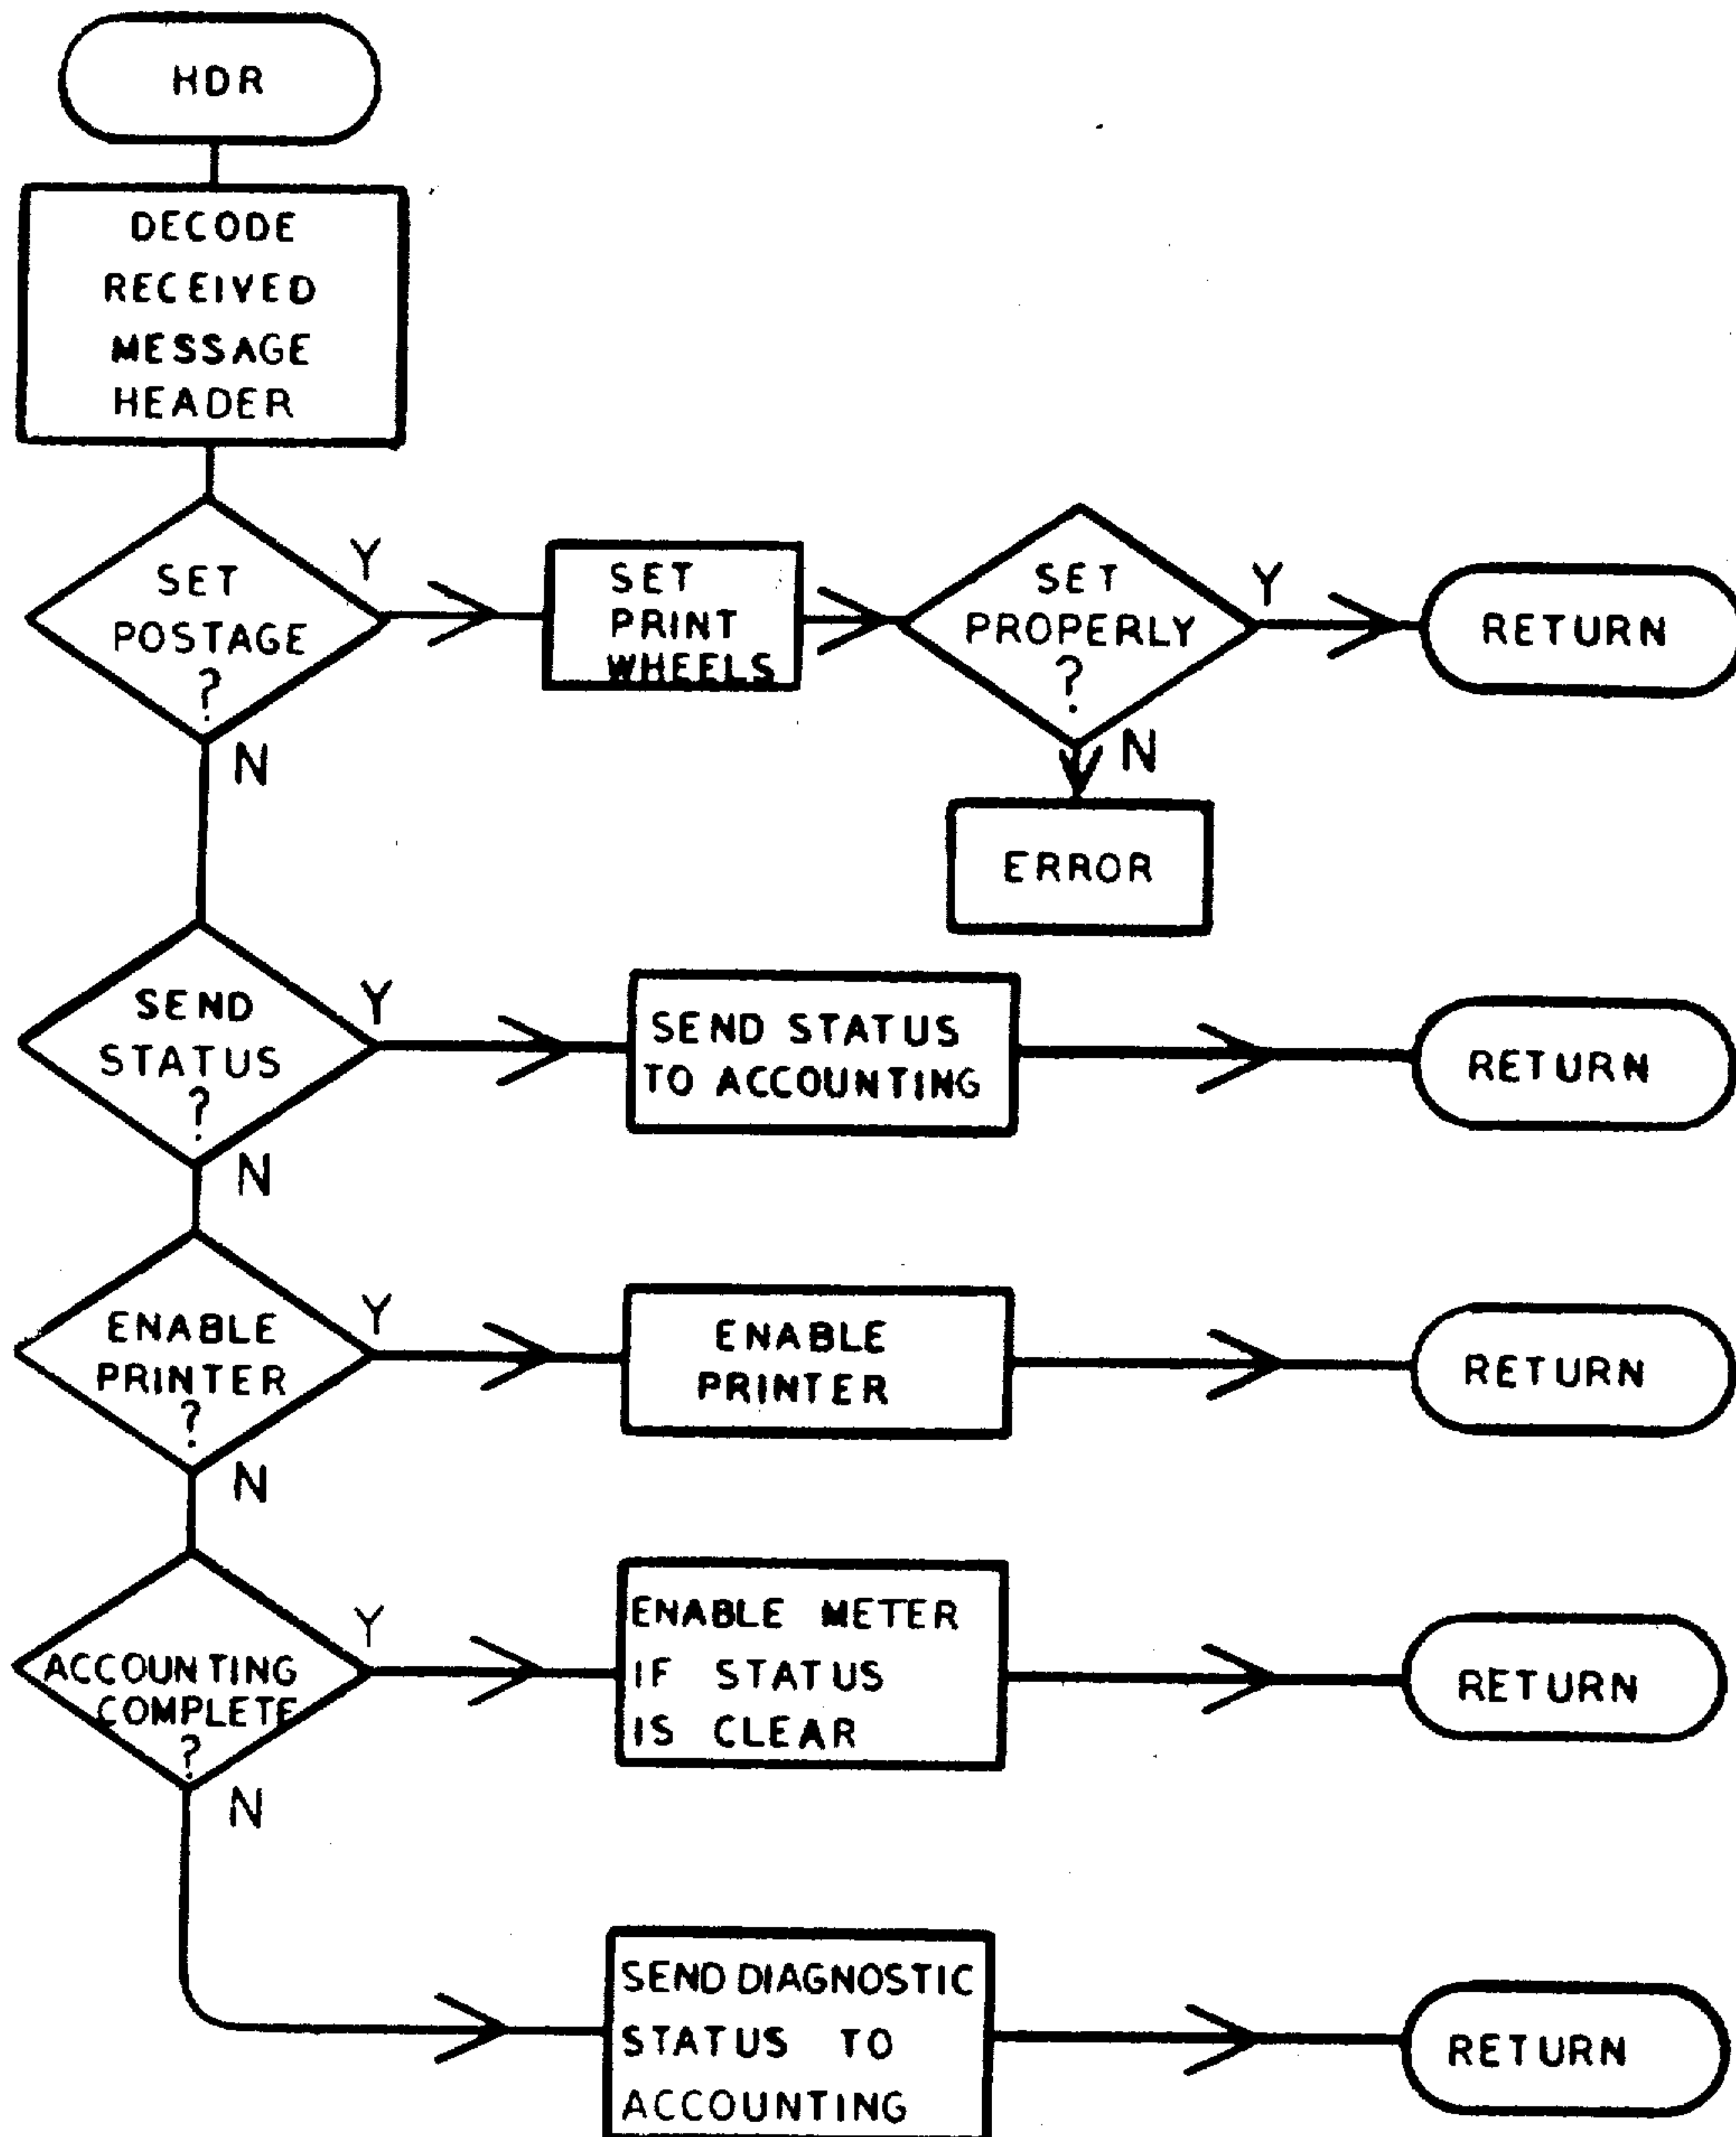 HDR
DECODE
RECEIVED
MESSAGE
HEADER
SET
POSTAGE
?
Y
N
SET
PRINT
WHEELS
SET
PROPERLY
?
Y
N
RETURN
ERROR
SEND
STATUS
?
Y
N
SEND STATUS
TO ACCOUNTING
RETURN
ENABLE
PRINTER
?
Y
N
ENABLE
PRINTER
RETURN
ACCOUNTING
COMPLETE
?
Y
N
ENABLE METER
IF STATUS
IS CLEAR
RETURN
SEND DIAGNOSTIC
STATUS TO
ACCOUNTING
RETURN